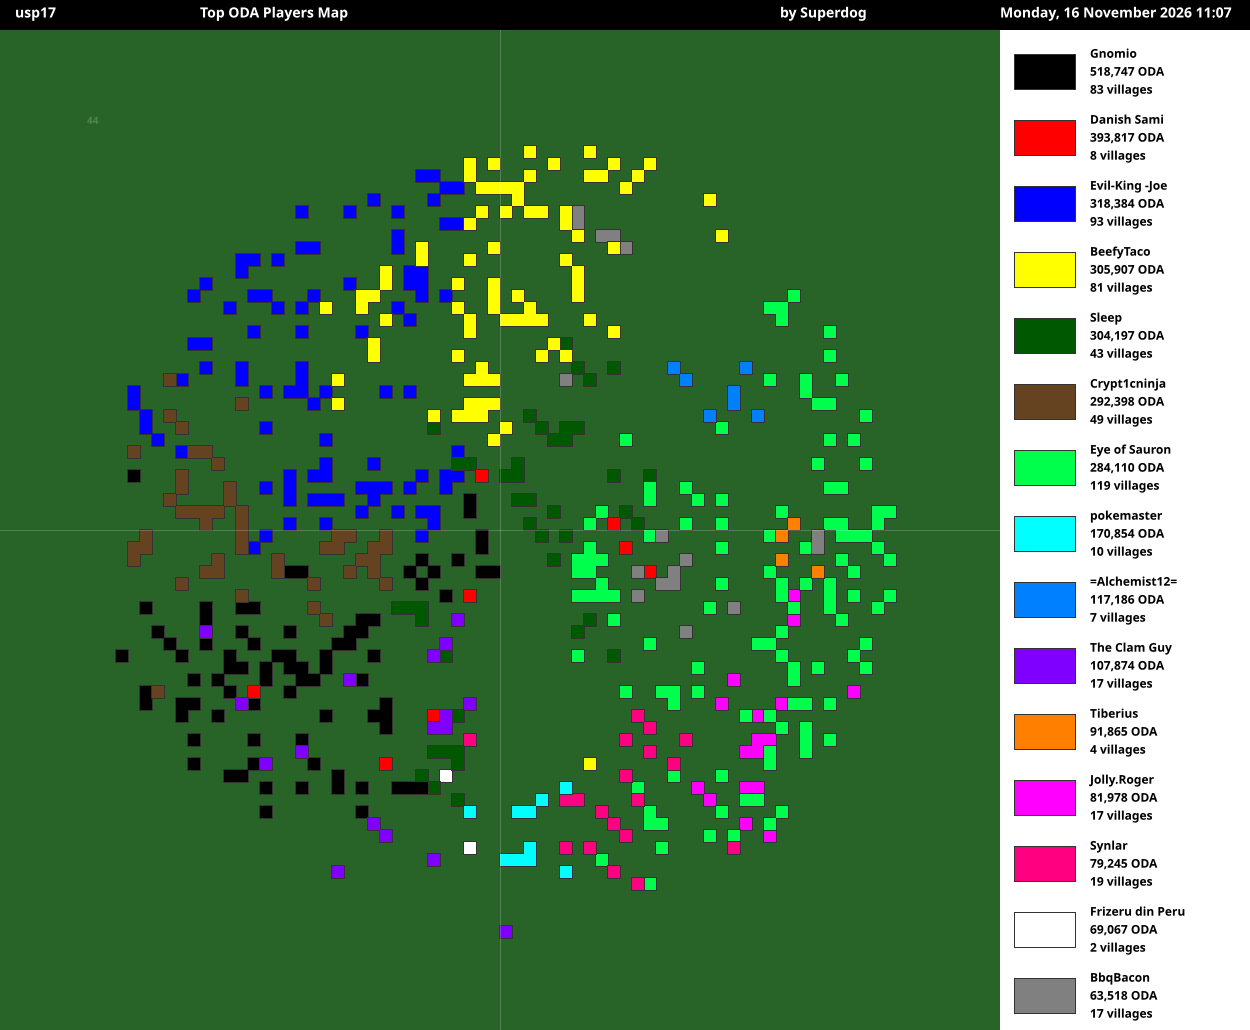 usp17 Top ODA Players Map by Superdog Monday, 16 November 2026 11:07
44
Gnomio
518,747 ODA
83 villages
Danish Sami
393,817 ODA
8 villages
Evil-King -Joe
318,384 ODA
93 villages
BeefyTaco
305,907 ODA
81 villages
Sleep
304,197 ODA
43 villages
Crypt1cninja
292,398 ODA
49 villages
Eye of Sauron
284,110 ODA
119 villages
pokemaster
170,854 ODA
10 villages
=Alchemist12=
117,186 ODA
7 villages
The Clam Guy
107,874 ODA
17 villages
Tiberius
91,865 ODA
4 villages
Jolly.Roger
81,978 ODA
17 villages
Synlar
79,245 ODA
19 villages
Frizeru din Peru
69,067 ODA
2 villages
BbqBacon
63,518 ODA
17 villages